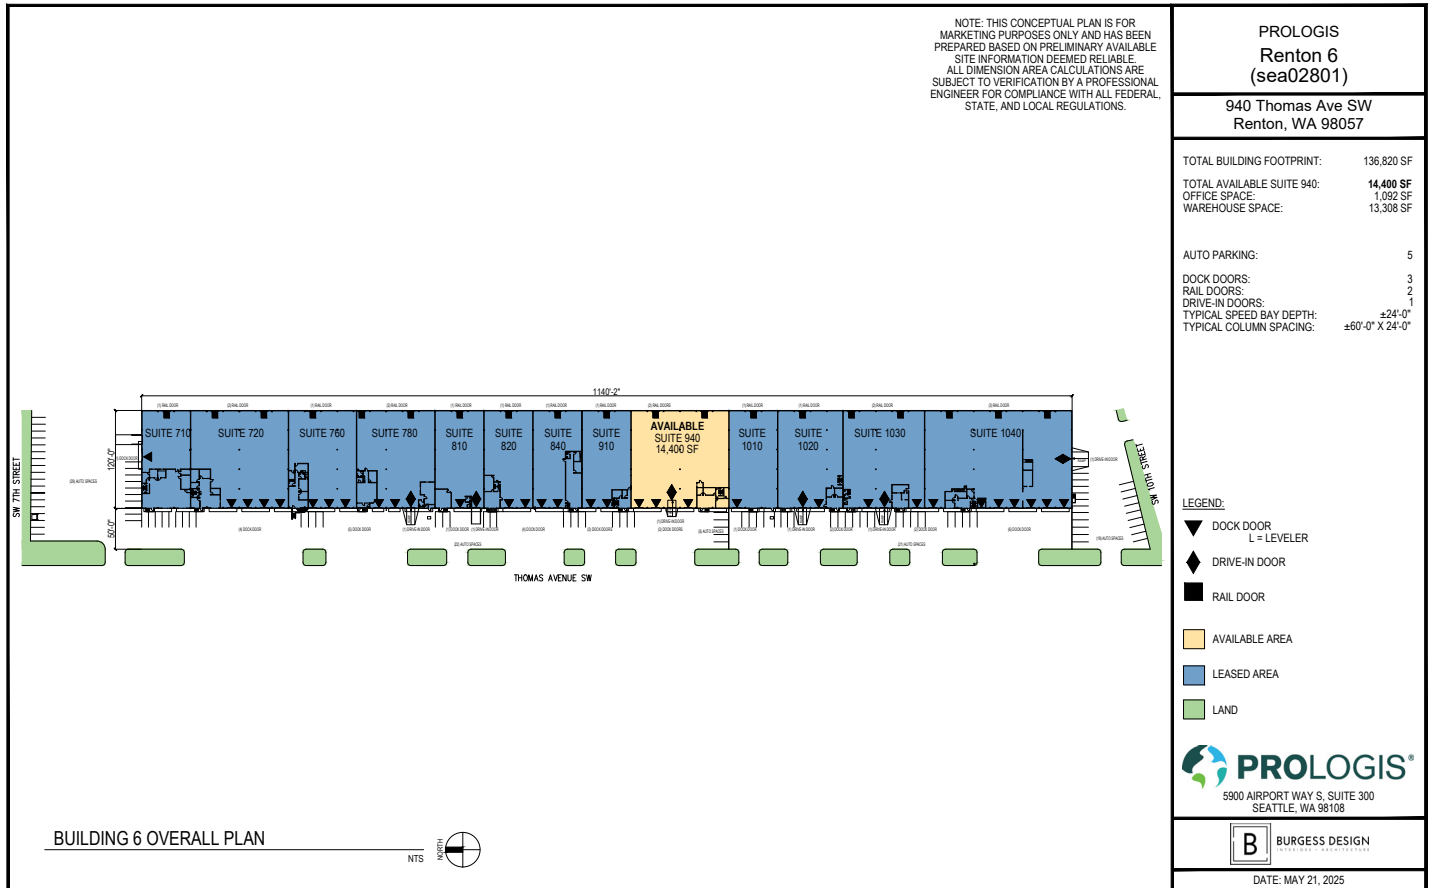 NOTE: THIS CONCEPTUAL PLAN IS FOR
MARKETING PURPOSES ONLY AND HAS BEEN
PREPARED BASED ON PRELIMINARY AVAILABLE
SITE INFORMATION DEEMED RELIABLE.
ALL DIMENSION AREA CALCULATIONS ARE
SUBJECT TO VERIFICATION BY A PROFESSIONAL
ENGINEER FOR COMPLIANCE WITH ALL FEDERAL,
STATE, AND LOCAL REGULATIONS.
PROLOGIS
Renton 6
(sea02801)
940 Thomas Ave SW
Renton, WA 98057
TOTAL BUILDING FOOTPRINT: 136,820 SF
TOTAL AVAILABLE SUITE 940: 14,400 SF
OFFICE SPACE: 1,092 SF
WAREHOUSE SPACE: 13,308 SF
AUTO PARKING: 5
DOCK DOORS: 3
RAIL DOORS: 2
DRIVE-IN DOORS: 1
TYPICAL SPEED BAY DEPTH: ±24'-0"
TYPICAL COLUMN SPACING: ±60'-0" X 24'-0"
1140'-2"
120'-0"
50'-0"
SUITE 710
SUITE 720
SUITE 760
SUITE 780
SUITE 810
SUITE 820
SUITE 840
SUITE 910
AVAILABLE
SUITE 940
14,400 SF
SUITE 1010
SUITE 1020
SUITE 1030
SUITE 1040
SW 7TH STREET
SW 10TH STREET
THOMAS AVENUE SW
LEGEND:
DOCK DOOR
L = LEVELER
DRIVE-IN DOOR
RAIL DOOR
AVAILABLE AREA
LEASED AREA
LAND
PROLOGIS®
5900 AIRPORT WAY S, SUITE 300
SEATTLE, WA 98108
B BURGESS DESIGN
INTERIORS + ARCHITECTURE
DATE: MAY 21, 2025
BUILDING 6 OVERALL PLAN
NTS
NORTH